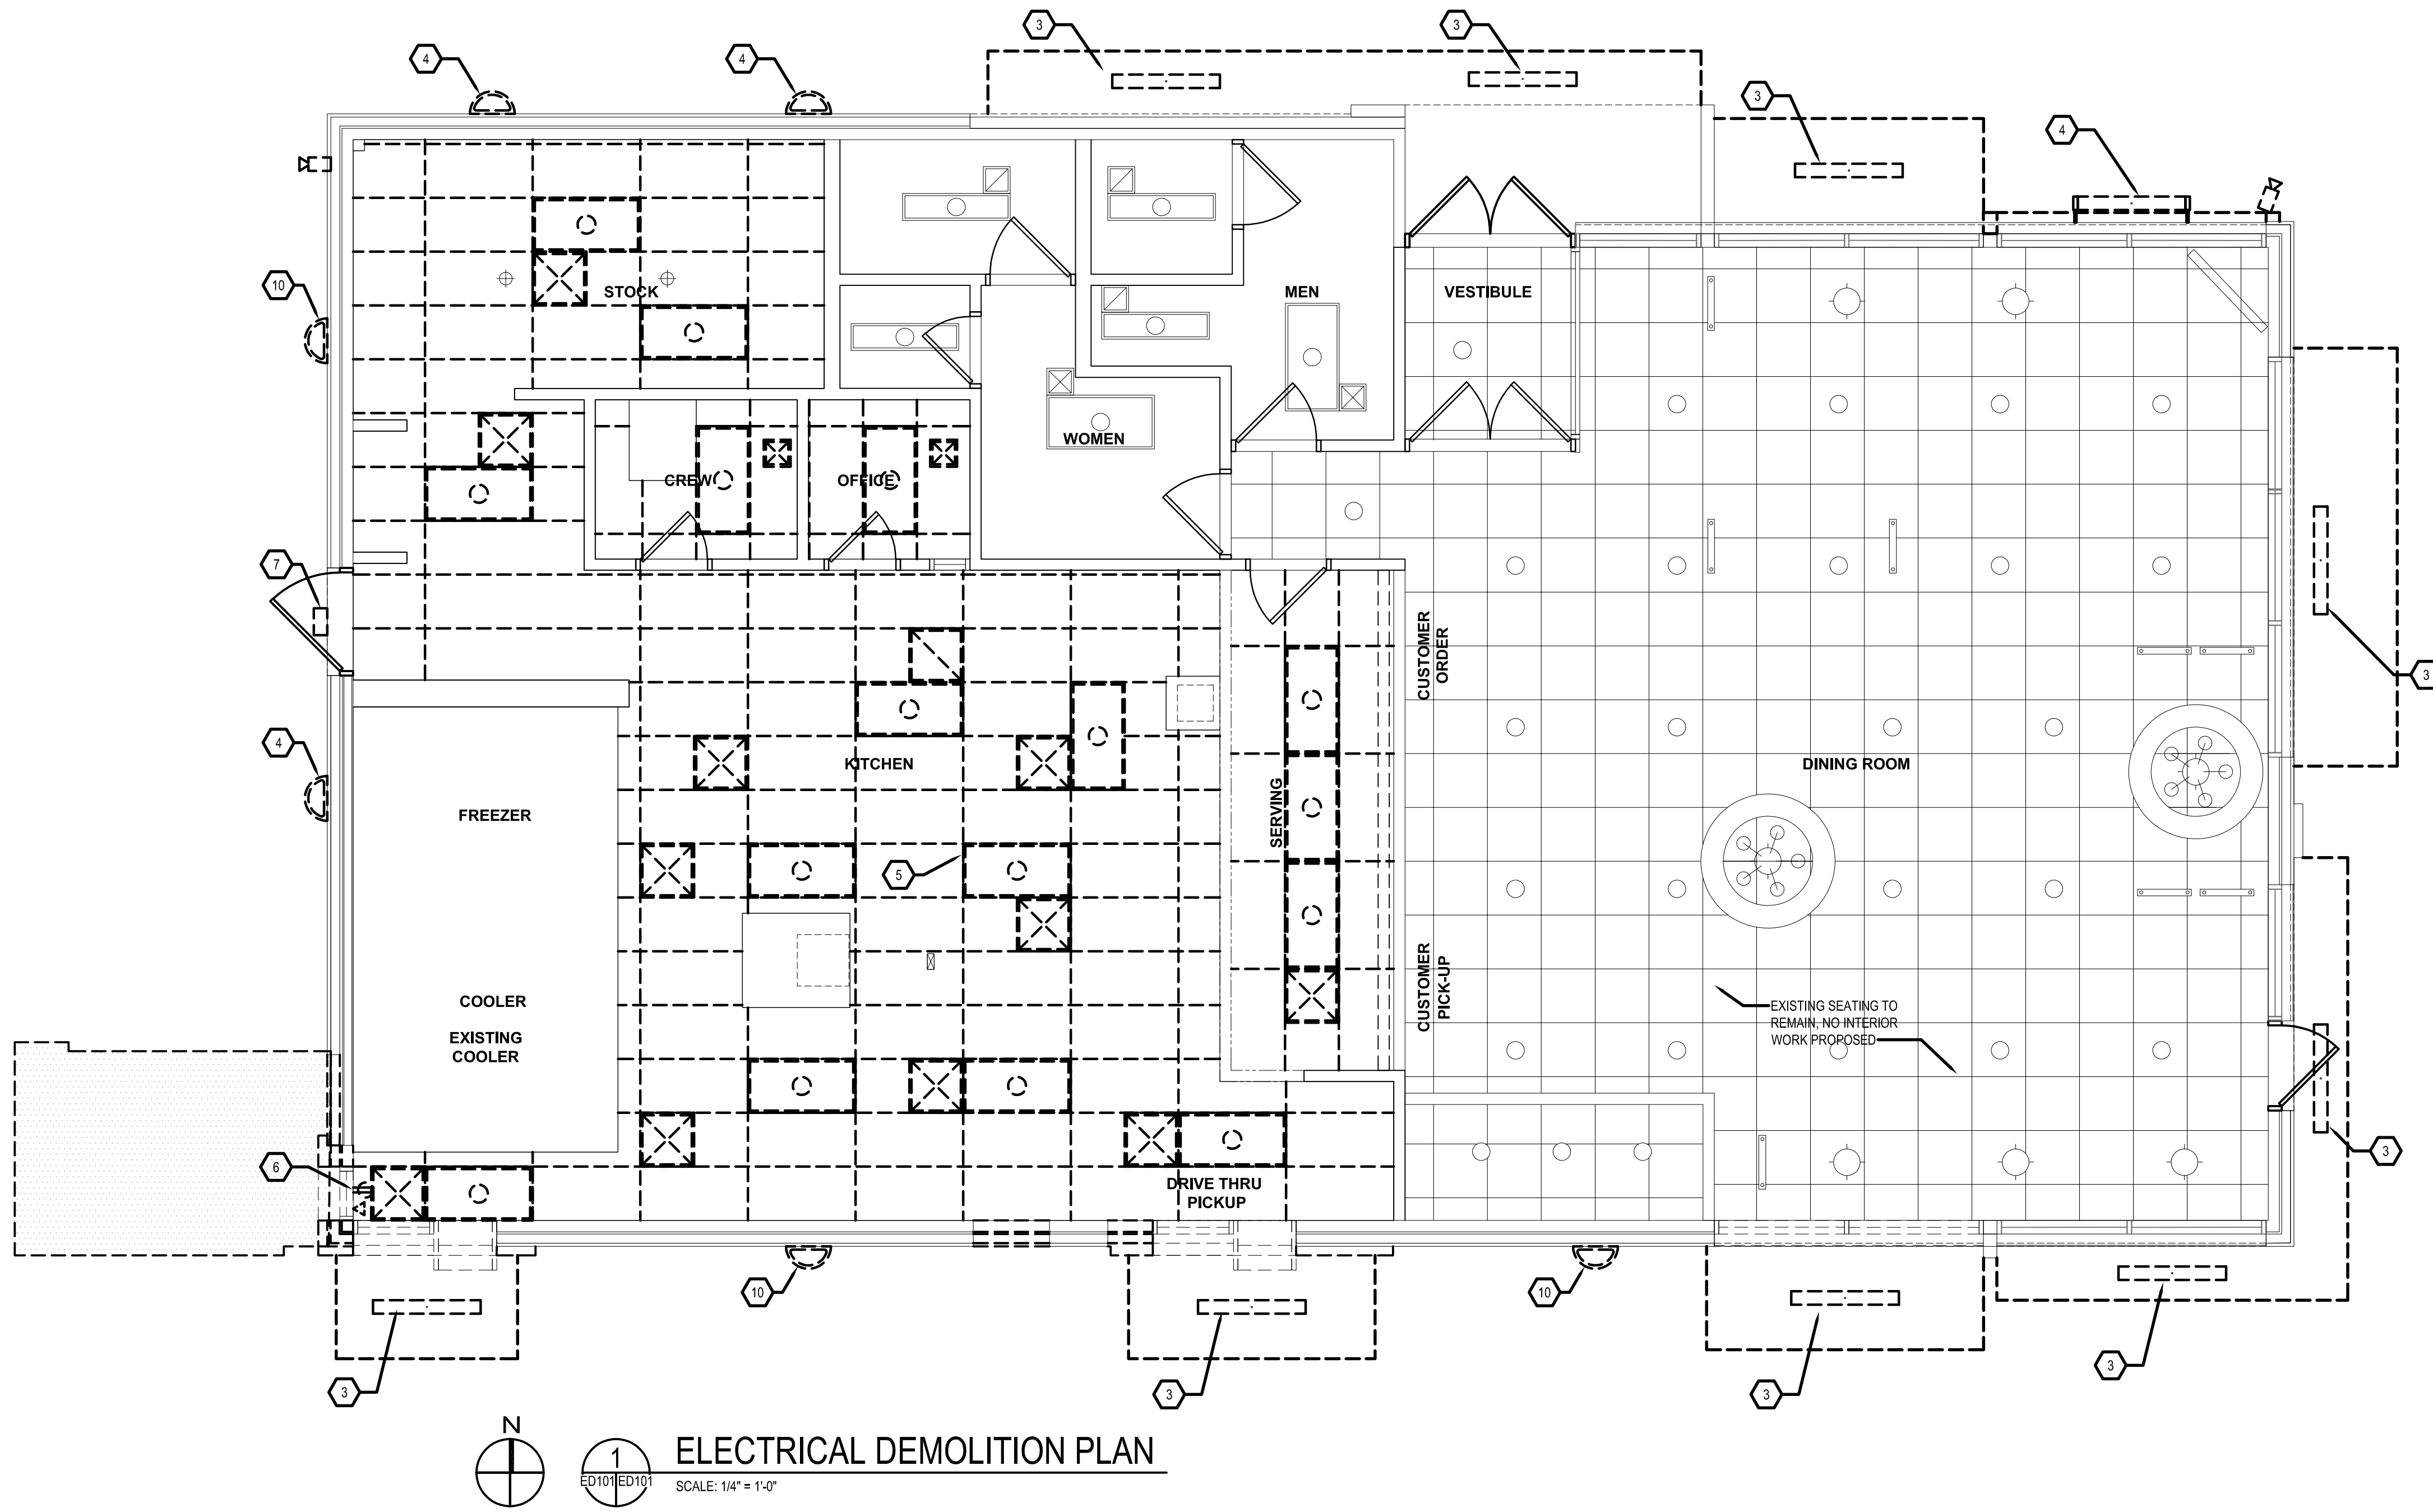 3
3
4
4
3
4
10
STOCK
MEN
VESTIBULE
WOMEN
CREW
OFFICE
7
CUSTOMER
ORDER
3
4
KITCHEN
DINING ROOM
SERVING
FREEZER
5
CUSTOMER
PICK-UP
COOLER
EXISTING SEATING TO
REMAIN, NO INTERIOR
WORK PROPOSED
EXISTING
COOLER
3
6
DRIVE THRU
PICKUP
10
10
3
3
3
3
N
1
ED101 ED101
ELECTRICAL DEMOLITION PLAN
SCALE: 1/4" = 1'-0"